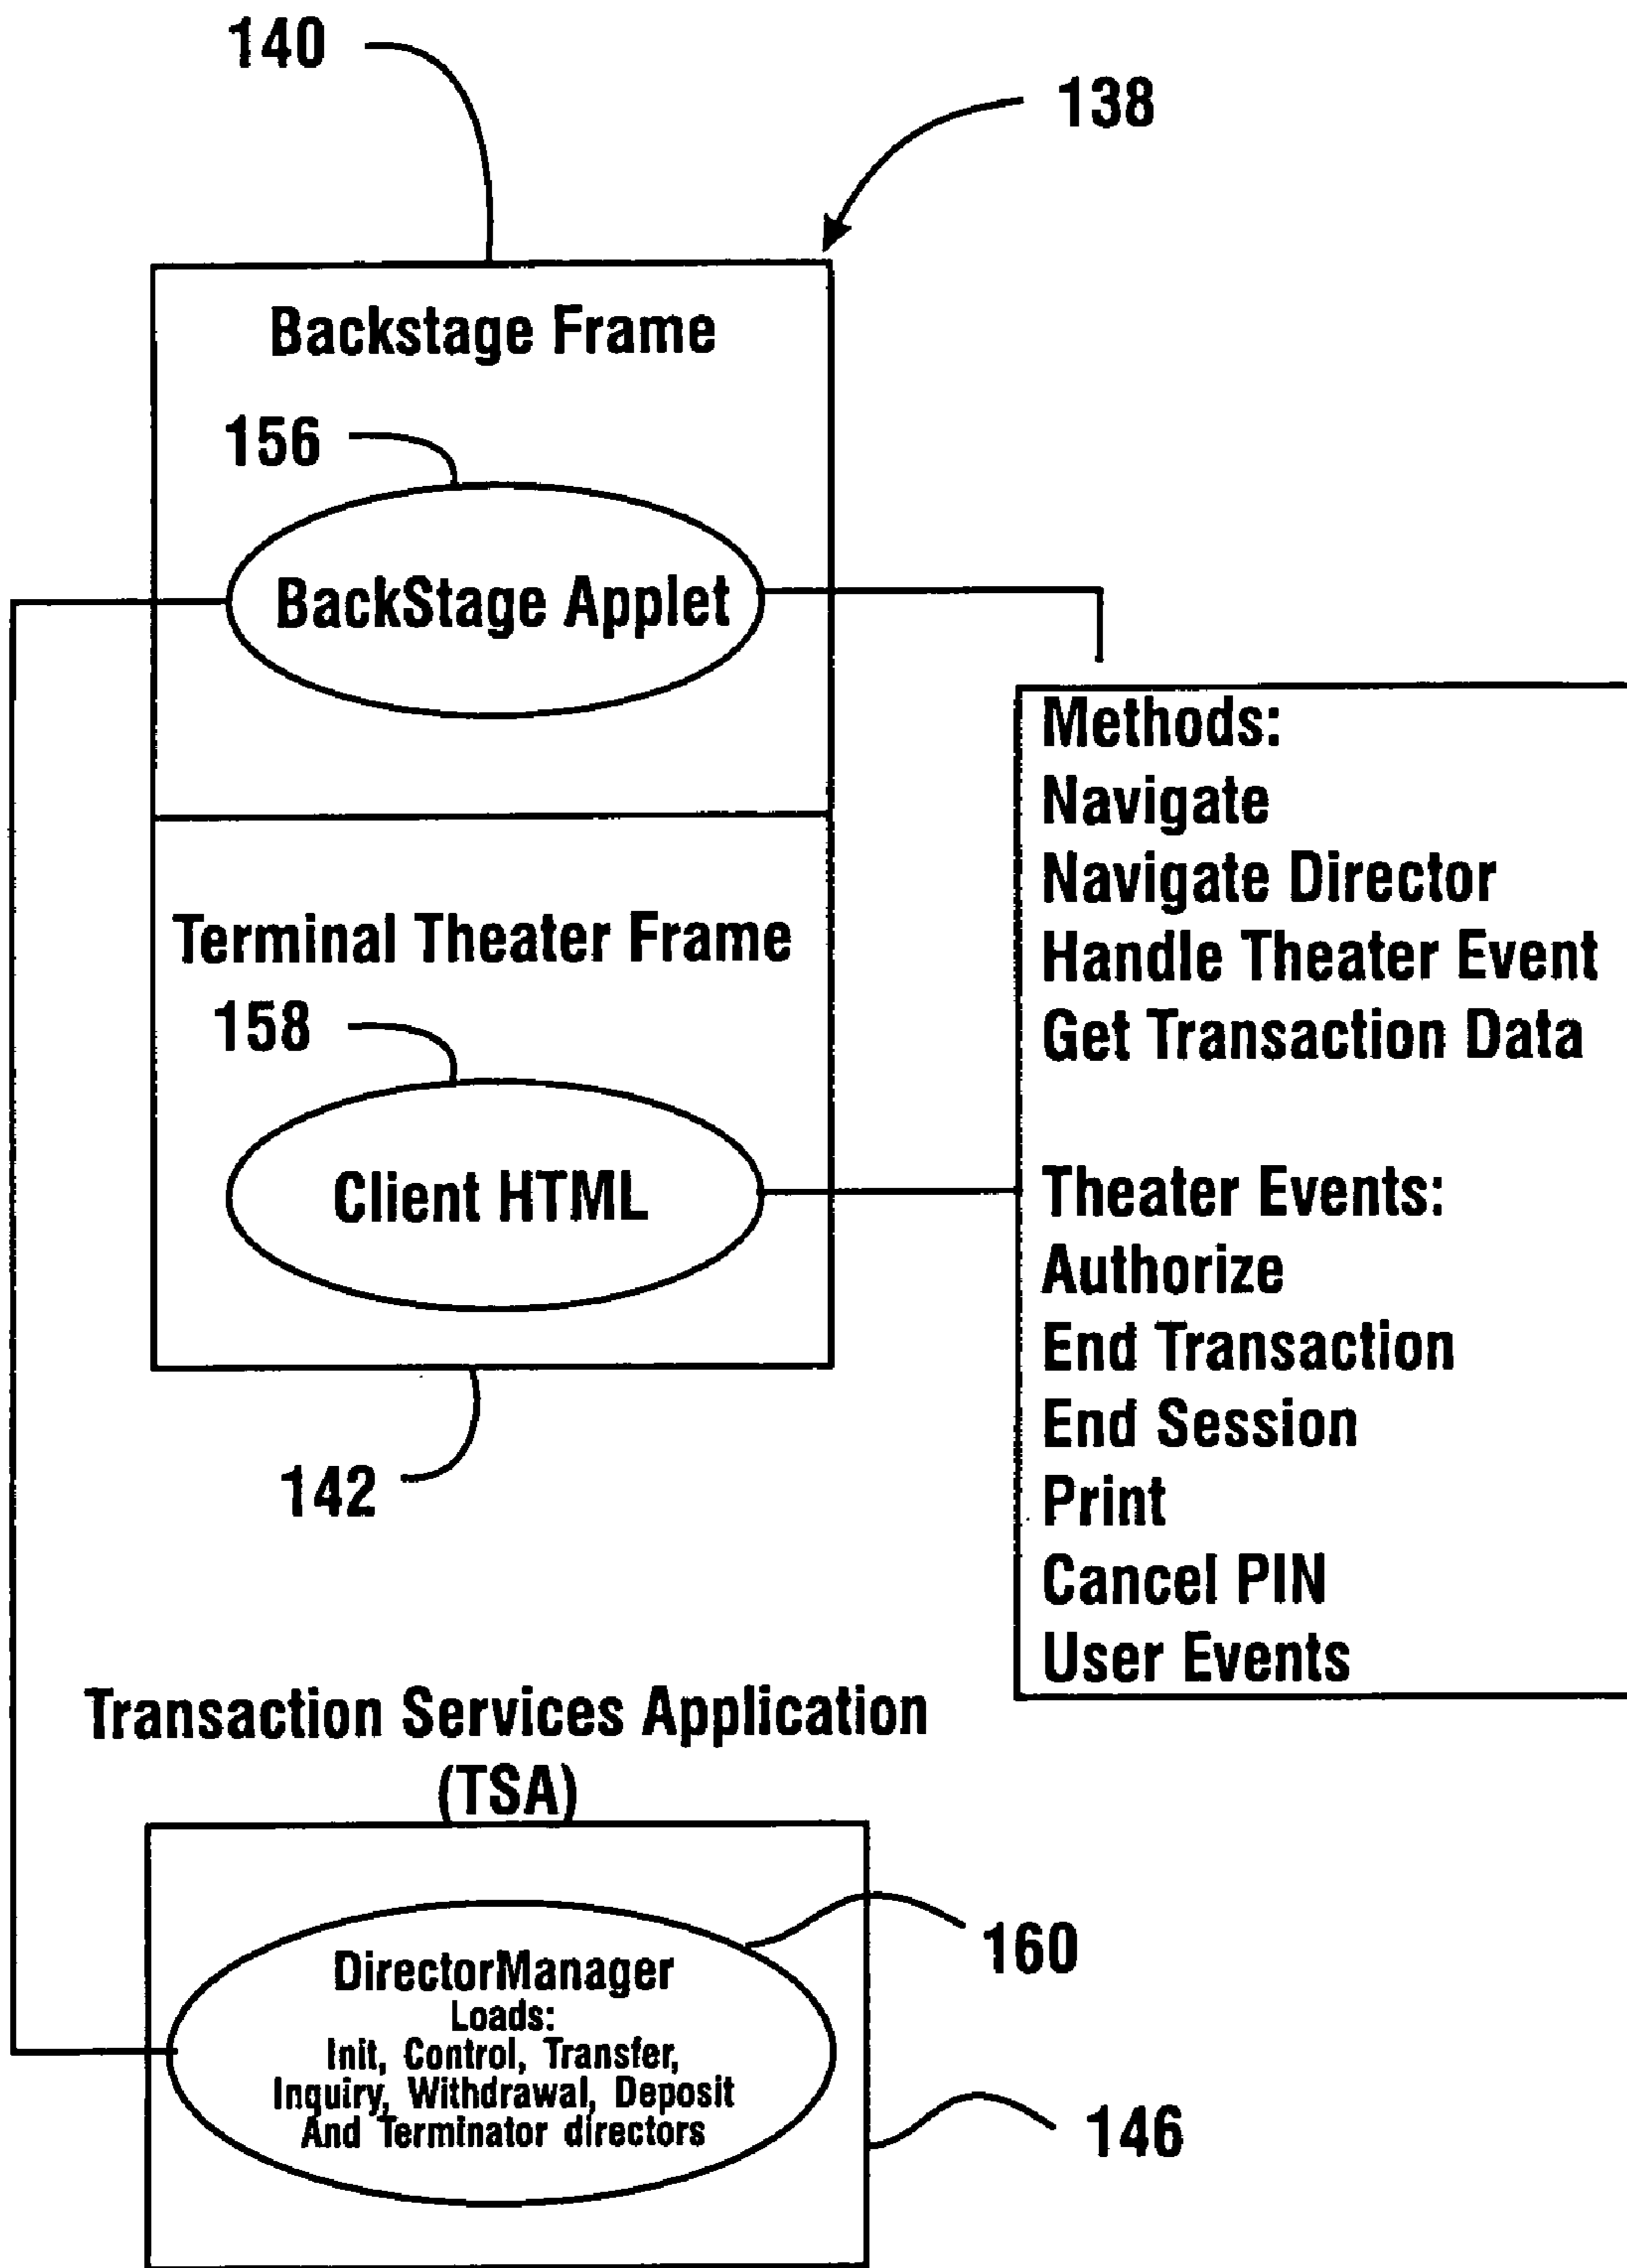 140
138
Backstage Frame
156
BackStage Applet
Methods:
Navigate
Navigate Director
Handle Theater Event
Get Transaction Data
Theater Events:
Authorize
End Transaction
End Session
Print
Cancel PIN
User Events
Terminal Theater Frame
158
Client HTML
142
Transaction Services Application
(TSA)
DirectorManager
Loads:
Init, Control, Transfer,
Inquiry, Withdrawal, Deposit
And Terminator directors
160
146